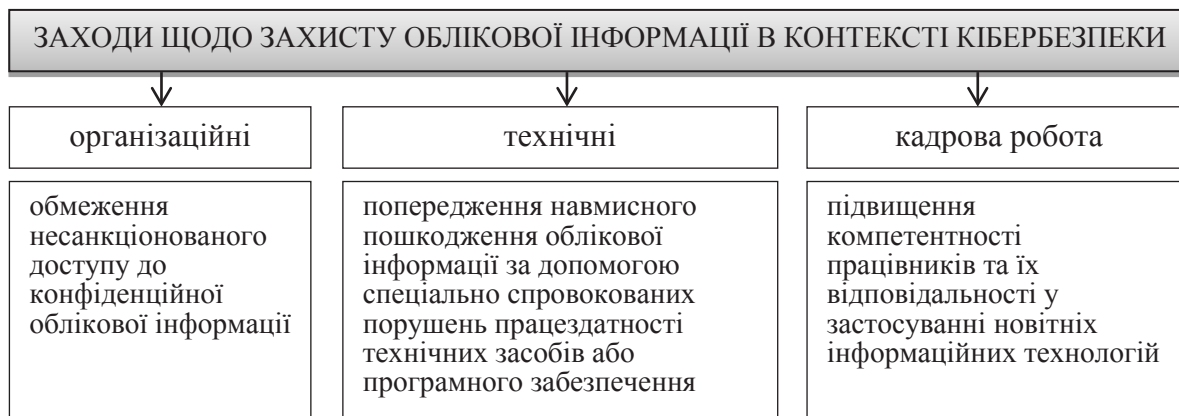 ЗАХОДИ ЩОДО ЗАХИСТУ ОБЛІКОВОЇ ІНФОРМАЦІЇ В КОНТЕКСТІ КІБЕРБЕЗПЕКИ
організаційні
обмеження
несанкціонованого
доступу до
конфіденційної
облікової інформації
технічні
попередження навмисного
пошкодження облікової
інформації за допомогою
спеціально спровокованих
порушень працездатності
технічних засобів або
програмного забезпечення
кадрова робота
підвищення
компетентності
працівників та їх
відповідальності у
застосуванні новітніх
інформаційних технологій